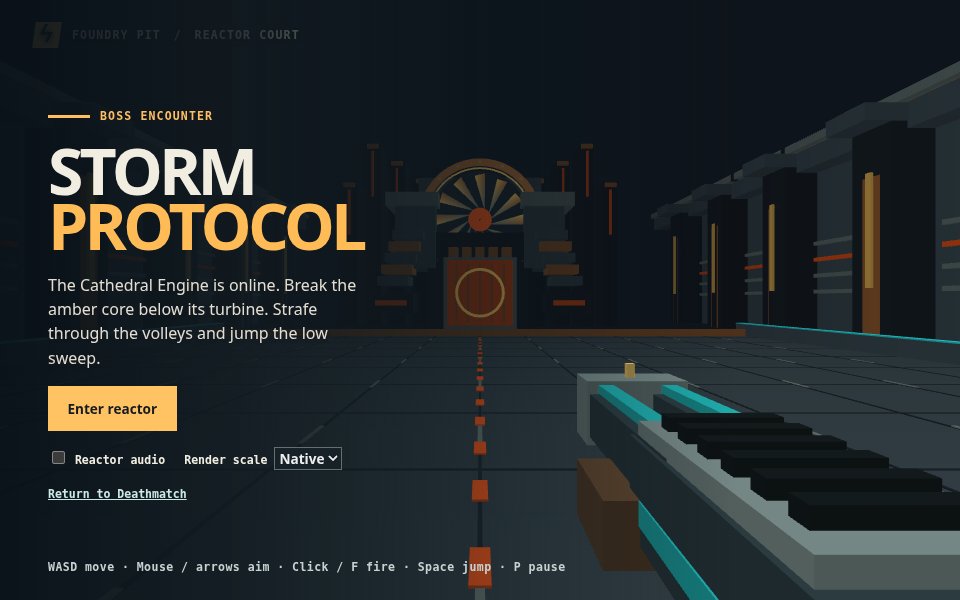 FOUNDRY PIT / REACTOR COURT
BOSS ENCOUNTER
STORM
PROTOCOL
The Cathedral Engine is online. Break the
amber core below its turbine. Strafe
through the volleys and jump the low
sweep.
Enter reactor
Reactor audio Render scale Native
Return to Deathmatch
WASD move · Mouse / arrows aim · Click / F fire · Space jump · P pause